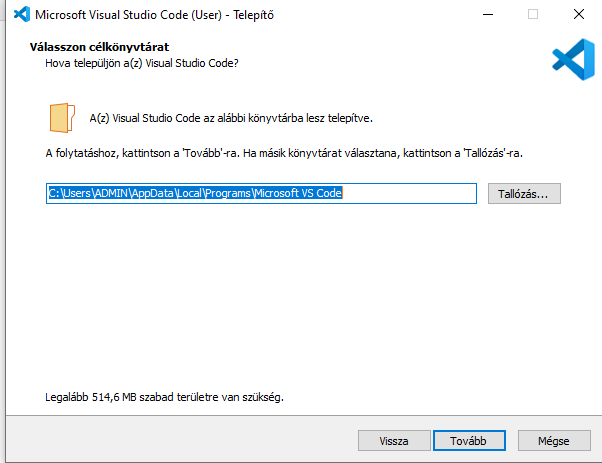 Microsoft Visual Studio Code (User) - Telepítő
Válasszon célkönyvtárat
Hova települjön a(z) Visual Studio Code?
A(z) Visual Studio Code az alábbi könyvtárba lesz telepítve.
A folytatáshoz, kattintson a 'Tovább'-ra. Ha másik könyvtárat választana, kattintson a 'Tallózás'-ra.
C:\Users\ADMIN\AppData\Local\Programs\Microsoft VS Code
Tallózás...
Legalább 514,6 MB szabad területre van szükség.
Vissza
Tovább
Mégse